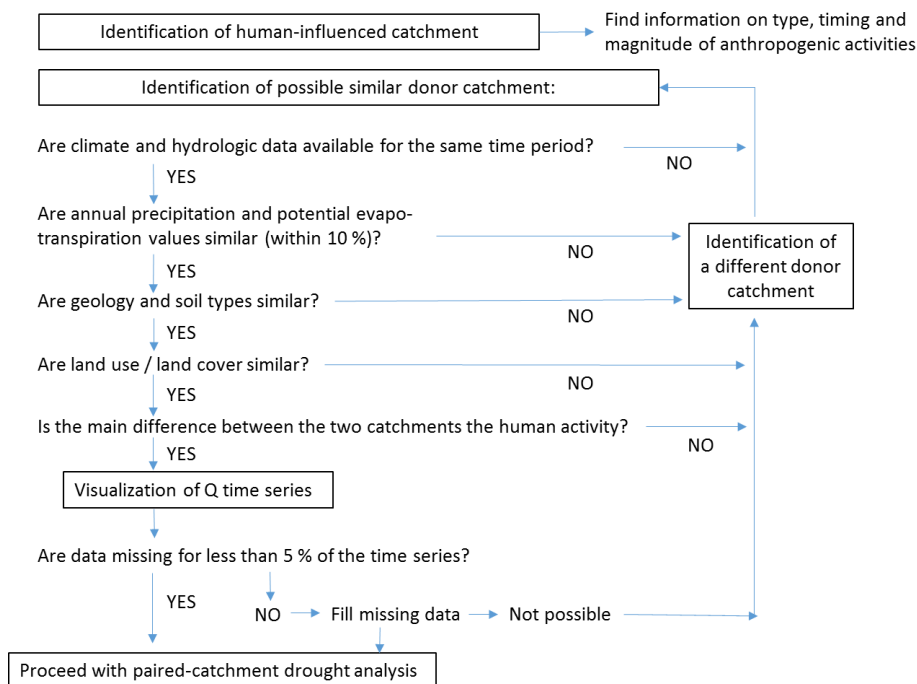 Identification of human-influenced catchment
Find information on type, timing and
magnitude of anthropogenic activities
Identification of possible similar donor catchment:
Are climate and hydrologic data available for the same time period?
NO
YES
Are annual precipitation and potential evapo-
transpiration values similar (within 10 %)?
NO
Identification of
a different donor
catchment
YES
Are geology and soil types similar?
NO
YES
Are land use / land cover similar?
NO
YES
Is the main difference between the two catchments the human activity?
NO
YES
Visualization of Q time series
Are data missing for less than 5 % of the time series?
YES
NO
Fill missing data
Not possible
Proceed with paired-catchment drought analysis